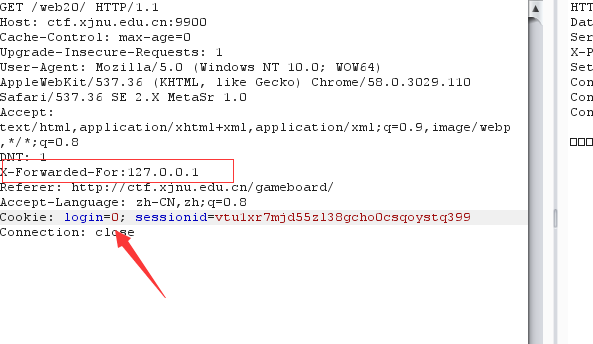 GET /web20/ HTTP/1.1
Host: ctf.xjnu.edu.cn:9900
Cache-Control: max-age=0
Upgrade-Insecure-Requests: 1
User-Agent: Mozilla/5.0 (Windows NT 10.0; WOW64)
AppleWebKit/537.36 (KHTML, like Gecko) Chrome/58.0.3029.110
Safari/537.36 SE 2.X MetaSr 1.0
Accept:
text/html,application/xhtml+xml,application/xml;q=0.9,image/webp
,*/*;q=0.8
DNT: 1
X-Forwarded-For:127.0.0.1
Referer: http://ctf.xjnu.edu.cn/gameboard/
Accept-Language: zh-CN,zh;q=0.8
Cookie: login=0; sessionid=vtu1xr7mjd55zl38gcho0csqoystq399
Connection: close
HTT
Dat
Ser
X-P
Set
Con
Con
□□□